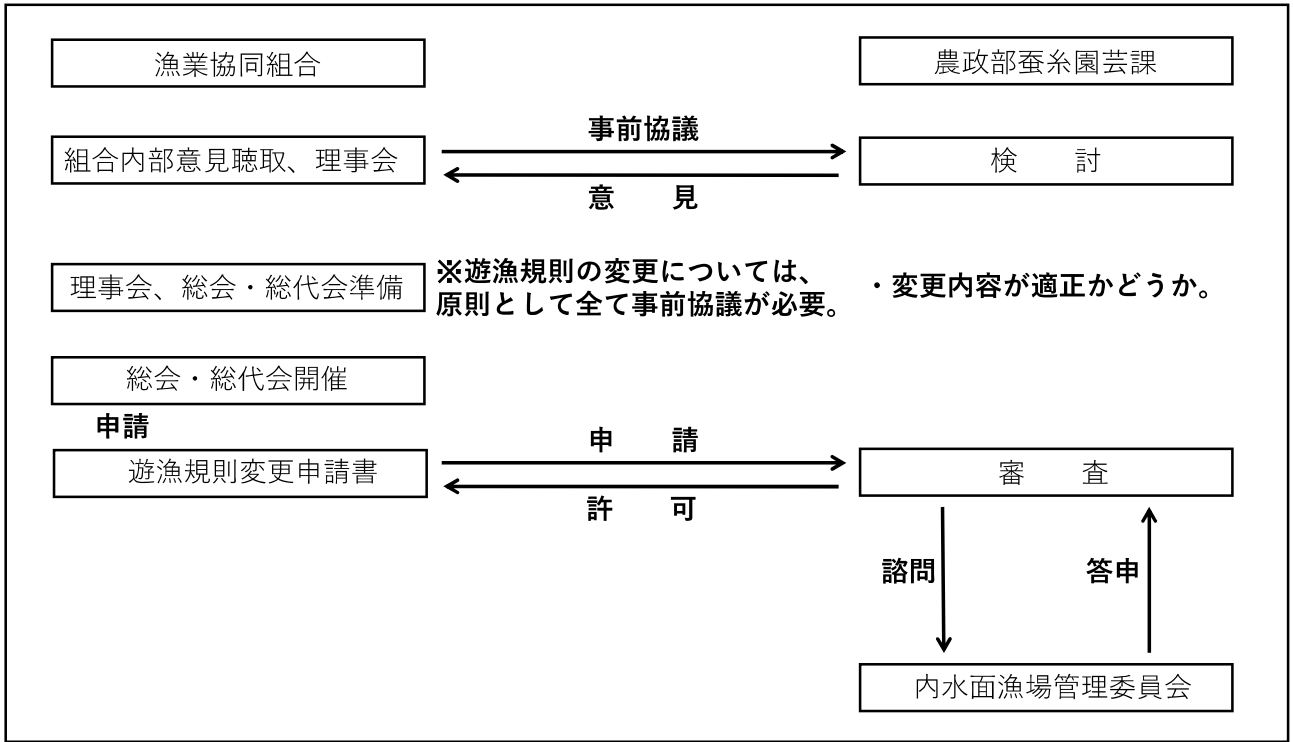 漁業協同組合
農政部蚕糸園芸課
組合内部意見聴取、理事会
事前協議
意　　見
検　　討
理事会、総会・総代会準備
※遊漁規則の変更については、
原則として全て事前協議が必要。
・変更内容が適正かどうか。
総会・総代会開催
申請
遊漁規則変更申請書
申　　請
許　　可
審　　査
諮問
答申
内水面漁場管理委員会